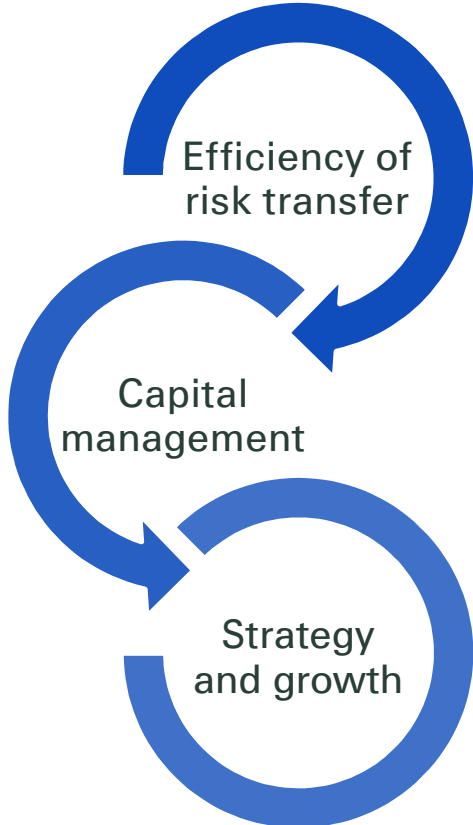 Efficiency of
risk transfer
Capital
management
Strategy
and growth